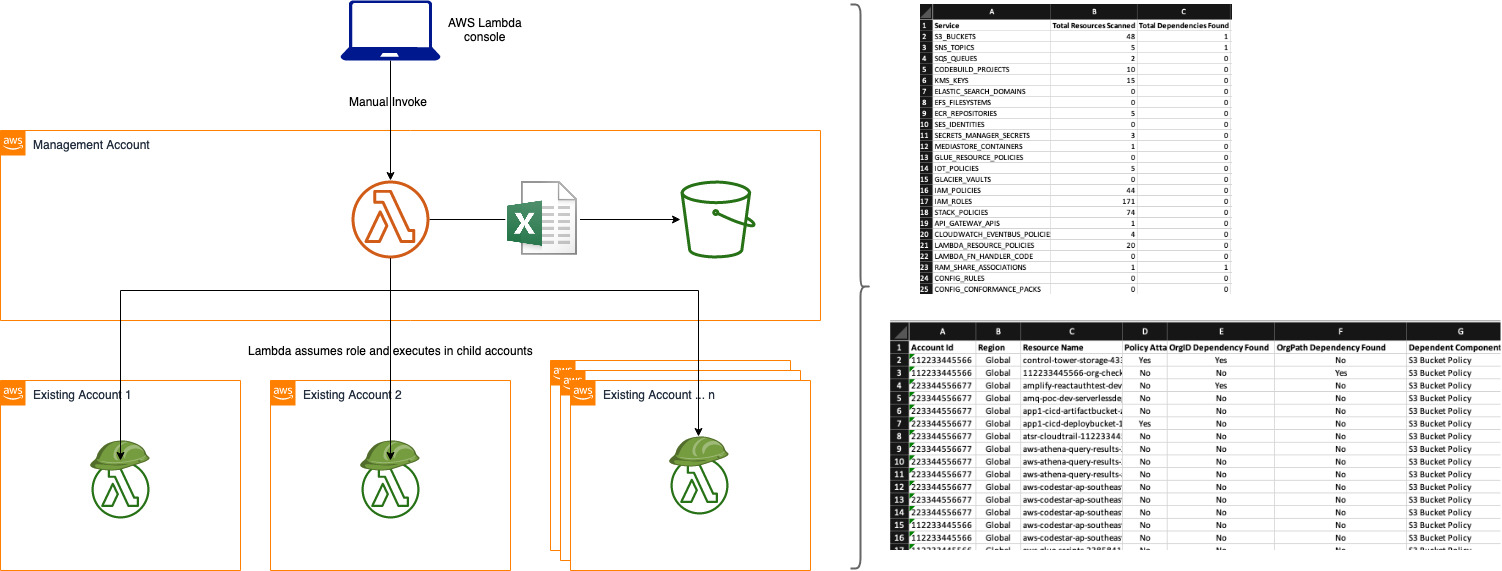 AWS Lambda
console
Manual Invoke
aws
Management Account
X
Lambda assumes role and executes in child accounts
aws
Existing Account 1
aws
Existing Account 2
aws
aws
aws
Existing Account ... n
A B C
1 Service Total Resources Scanned Total Dependencies Found
2 S3_BUCKETS 48 1
3 SNS_TOPICS 5 1
4 SQS_QUEUES 2 0
5 CODEBUILD_PROJECTS 10 0
6 KMS_KEYS 15 0
7 ELASTIC_SEARCH_DOMAINS 0 0
8 EFS_FILESYSTEMS 0 0
9 ECR_REPOSITORIES 5 0
10 SES_IDENTITIES 0 0
11 SECRETS_MANAGER_SECRETS 3 0
12 MEDIASTORE_CONTAINERS 1 0
13 GLUE_RESOURCE_POLICIES 0 0
14 IOT_POLICIES 5 0
15 GLACIER_VAULTS 0 0
16 IAM_POLICIES 44 0
17 IAM_ROLES 171 0
18 STACK_POLICIES 74 0
19 API_GATEWAY_APIS 1 0
20 CLOUDWATCH_EVENTBUS_POLICIE 4 0
21 LAMBDA_RESOURCE_POLICIES 20 0
22 LAMBDA_FN_HANDLER_CODE 0 0
23 RAM_SHARE_ASSOCIATIONS 1 1
24 CONFIG_RULES 0 0
25 CONFIG_CONFORMANCE_PACKS 0 0
A B C D E F G
1 Account Id Region Resource Name Policy Atta OrgID Dependency Found OrgPath Dependency Found Dependent Component
2 112233445566 Global control-tower-storage-433 Yes Yes No S3 Bucket Policy
3 112233445566 Global 112233445566-org-check No No Yes S3 Bucket Policy
4 223344556677 Global amplify-reactauthtest-dev No Yes No S3 Bucket Policy
5 223344556677 Global amq-poc-dev-serverlessde No No No S3 Bucket Policy
6 223344556677 Global app1-cicd-artifactbucket- No No No S3 Bucket Policy
7 223344556677 Global app1-cicd-deploybucket-1 Yes No No S3 Bucket Policy
8 223344556677 Global atsr-cloudtrail-112233441 No No No S3 Bucket Policy
9 223344556677 Global aws-athena-query-results- No No No S3 Bucket Policy
10 223344556677 Global aws-athena-query-results- No No No S3 Bucket Policy
11 223344556677 Global aws-athena-query-results- No No No S3 Bucket Policy
12 223344556677 Global aws-codestar-ap-southeas No No No S3 Bucket Policy
13 223344556677 Global aws-codestar-ap-southeas No No No S3 Bucket Policy
14 223344556677 Global aws-codestar-ap-southeas No No No S3 Bucket Policy
15 112233445566 Global aws-codestar-ap-southeas No No No S3 Bucket Policy
16 112233445566 Global aws-codestar-ap-southeas No No No S3 Bucket Policy